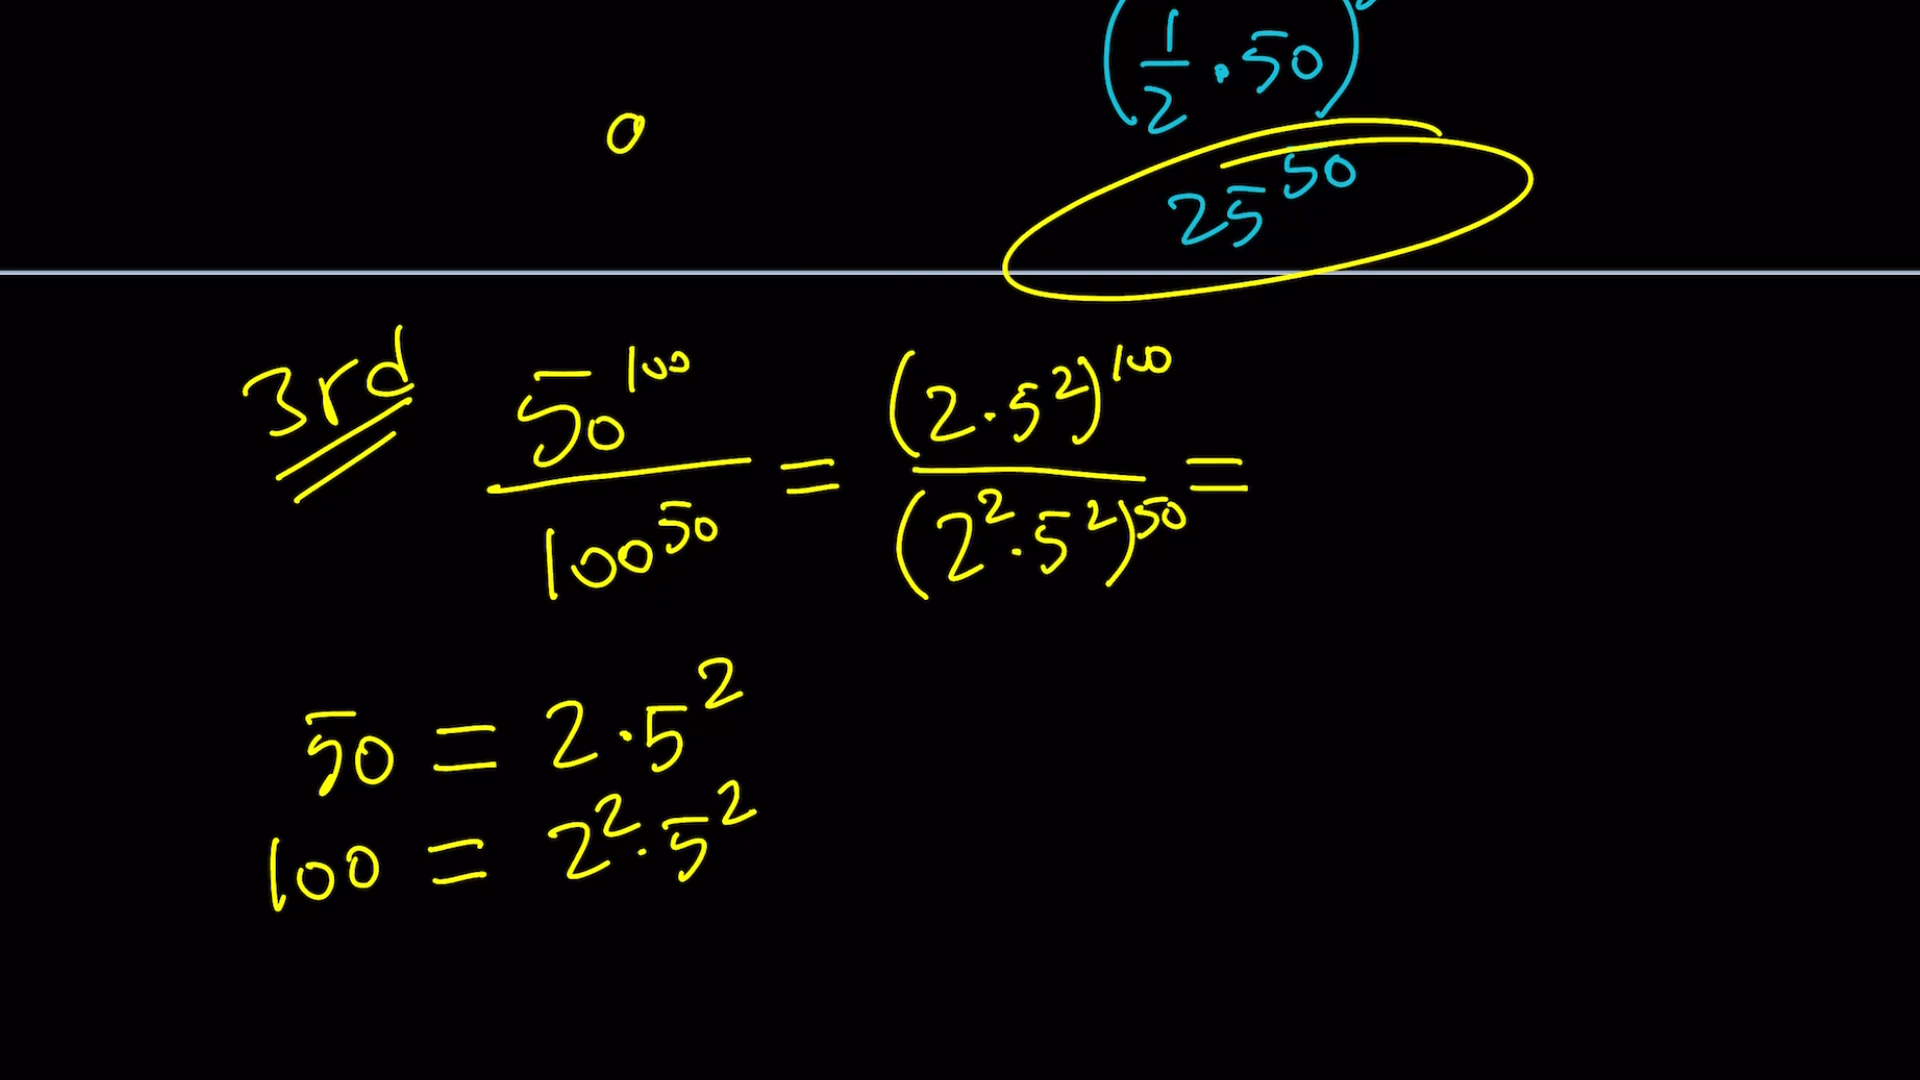 (1/2 · 50)
0
25^50
3rd 50^100 / 100^50 = (2·5^2)^100 / (2^2·5^2)^50 =
50 = 2·5^2
100 = 2^2·5^2